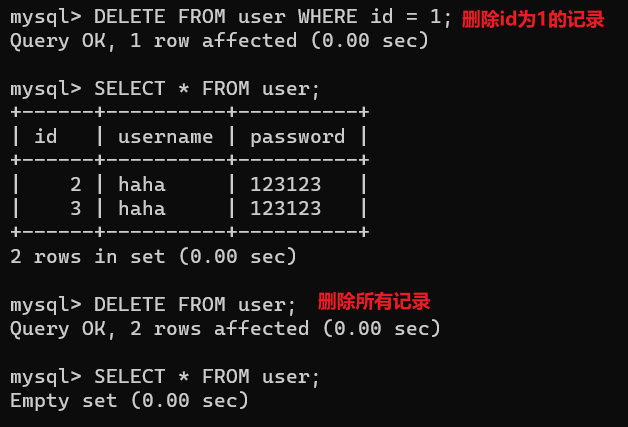 mysql> DELETE FROM user WHERE id = 1; 删除id为1的记录
Query OK, 1 row affected (0.00 sec)
mysql> SELECT * FROM user;
+------+----------+----------+
| id   | username | password |
+------+----------+----------+
|    2 | haha     | 123123   |
|    3 | haha     | 123123   |
+------+----------+----------+
2 rows in set (0.00 sec)
mysql> DELETE FROM user; 删除所有记录
Query OK, 2 rows affected (0.00 sec)
mysql> SELECT * FROM user;
Empty set (0.00 sec)